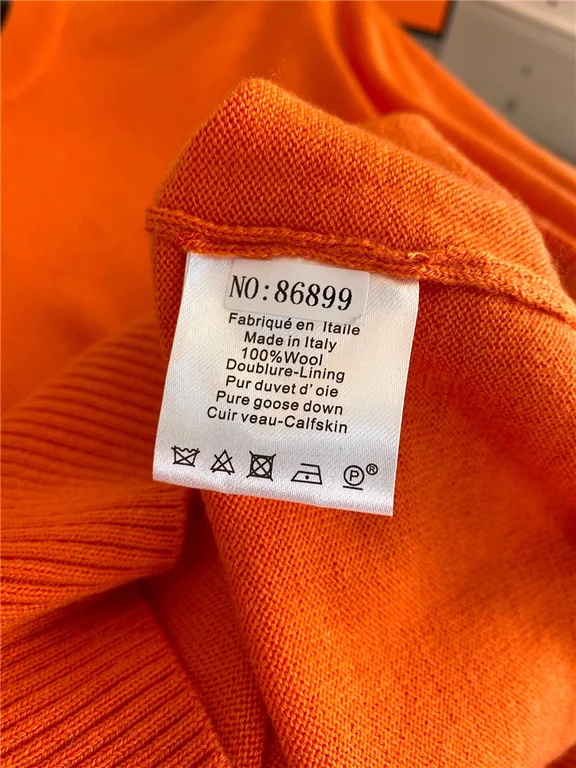 NO:86899
Fabriqué en Itaile
Made in Italy
100%Wool
Doublure-Lining
Pur duvet d' oie
Pure goose down
Cuir veau-Calfskin
P®